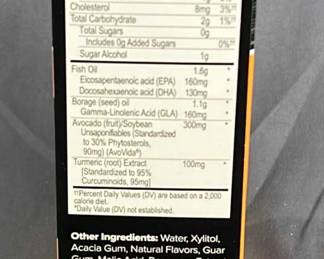 Cholesterol 8mg 3%††
Total Carbohydrate 2g 1%††
Total Sugars 0g
Includes 0g Added Sugars 0%††
Sugar Alcohol 1g
Fish Oil 1.6g *
Eicosapentaenoic acid (EPA) 160mg *
Docosahexaenoic acid (DHA) 130mg *
Borage (seed) oil 1.1g *
Gamma-Linolenic Acid (GLA) 160mg *
Avocado (fruit)/Soybean 300mg *
Unsaponifiables [Standardized
to 30% Phytosterols,
90mg) (AvoVida®)
Turmeric (root) Extract 100mg *
[Standardized to 95%
Curcuminoids, 95mg]
††Percent Daily Values (DV) are based on a 2,000
calorie diet.
*Daily Value (DV) not established.
Other Ingredients: Water, Xylitol,
Acacia Gum, Natural Flavors, Guar